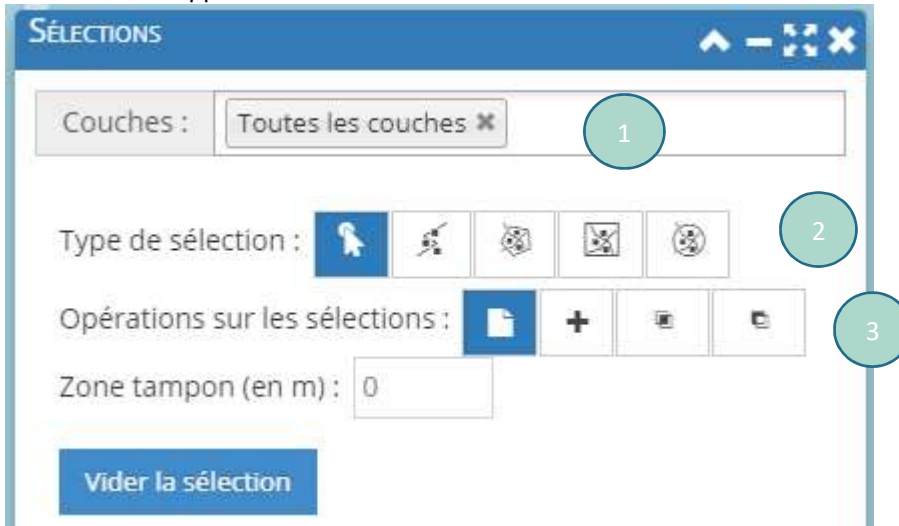 SÉLECTIONS
Couches : Toutes les couches 1
Type de sélection : 2
Opérations sur les sélections : 3
Zone tampon (en m) : 0
Vider la sélection